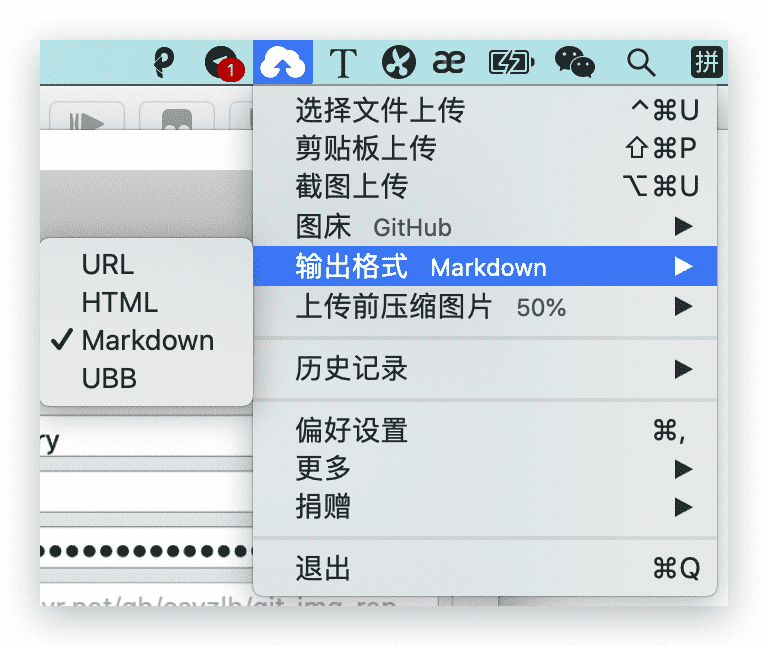 1
T
æ
拼
选择文件上传 ^⌘U
剪贴板上传 ⇧⌘P
截图上传 ⌥⌘U
图床 GitHub ▶
输出格式 Markdown ▶
上传前压缩图片 50% ▶
历史记录 ▶
偏好设置 ⌘,
更多 ▶
捐赠 ▶
退出 ⌘Q
URL
HTML
✓ Markdown
UBB
ry